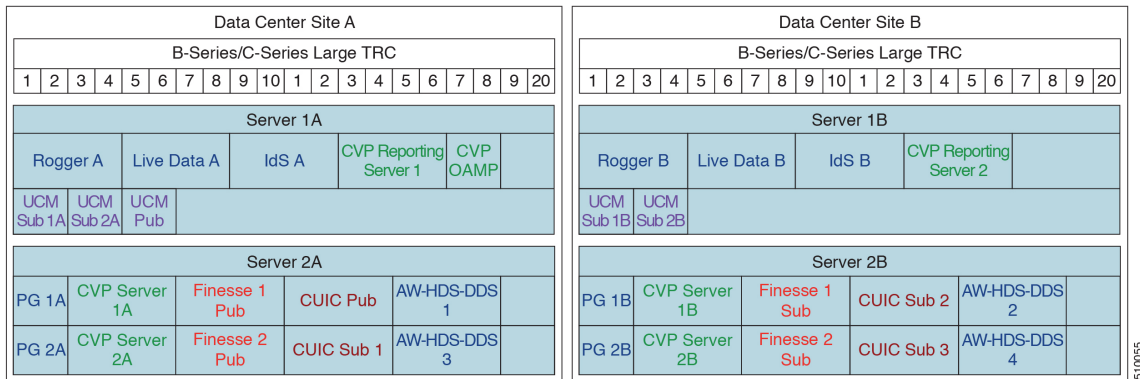 Data Center Site A
B-Series/C-Series Large TRC
1 2 3 4 5 6 7 8 9 10 1 2 3 4 5 6 7 8 9 20
Server 1A
Rogger A
Live Data A
IdS A
CVP Reporting
Server 1
CVP
OAMP
UCM
Sub 1A
UCM
Sub 2A
UCM
Pub
Server 2A
PG 1A
CVP Server
1A
Finesse 1
Pub
CUIC Pub
AW-HDS-DDS
1
PG 2A
CVP Server
2A
Finesse 2
Pub
CUIC Sub 1
AW-HDS-DDS
3
Data Center Site B
B-Series/C-Series Large TRC
1 2 3 4 5 6 7 8 9 10 1 2 3 4 5 6 7 8 9 20
Server 1B
Rogger B
Live Data B
IdS B
CVP Reporting
Server 2
UCM
Sub 1B
UCM
Sub 2B
Server 2B
PG 1B
CVP Server
1B
Finesse 1
Sub
CUIC Sub 2
AW-HDS-DDS
2
PG 2B
CVP Server
2B
Finesse 2
Sub
CUIC Sub 3
AW-HDS-DDS
4